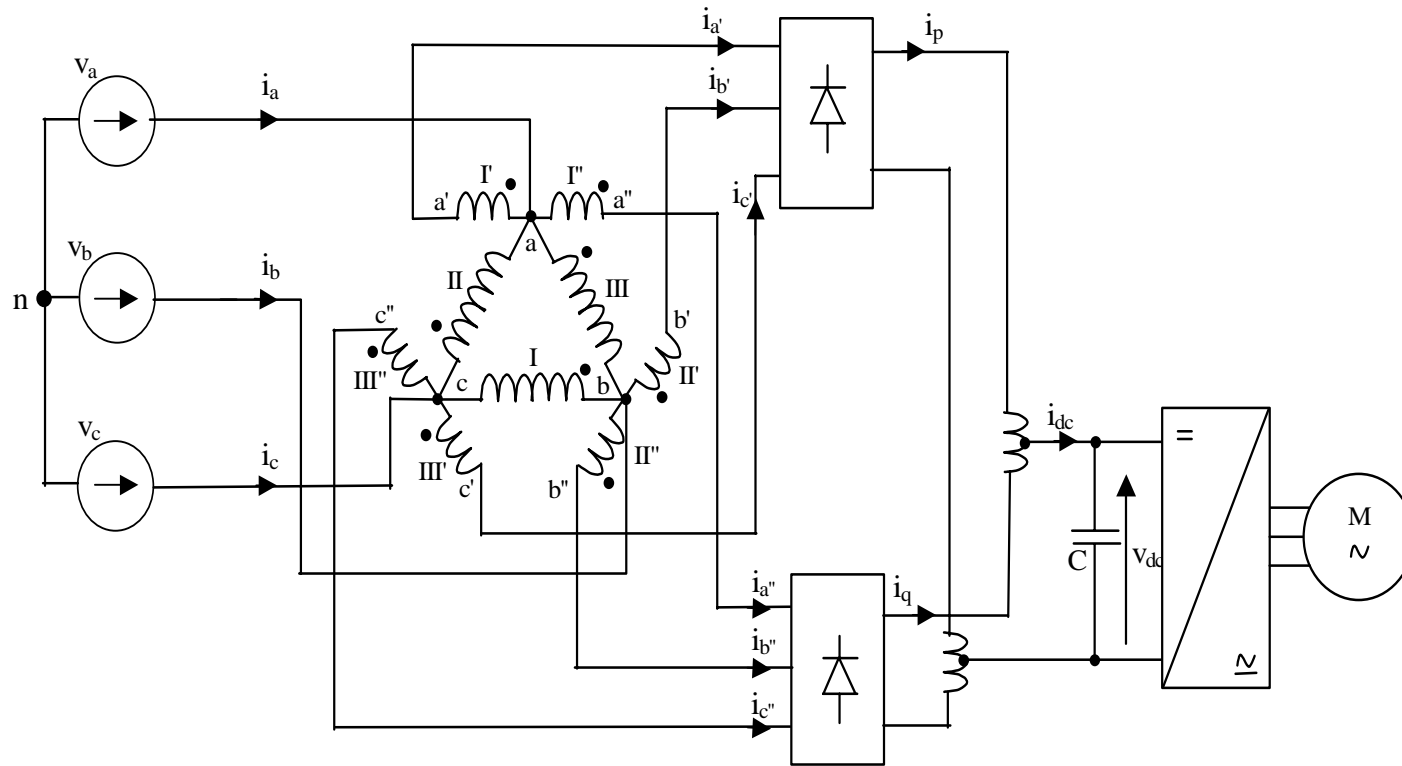 v_a
i_a
v_b
i_b
n
v_c
i_c
I'
I''
a'
a''
a
II
III
c''
III''
I
c
b
b'
II'
III'
c'
II''
b''
i_a'
i_b'
i_c'
i_p
i_a''
i_b''
i_c''
i_q
i_dc
C
v_dc
=
~
M
~